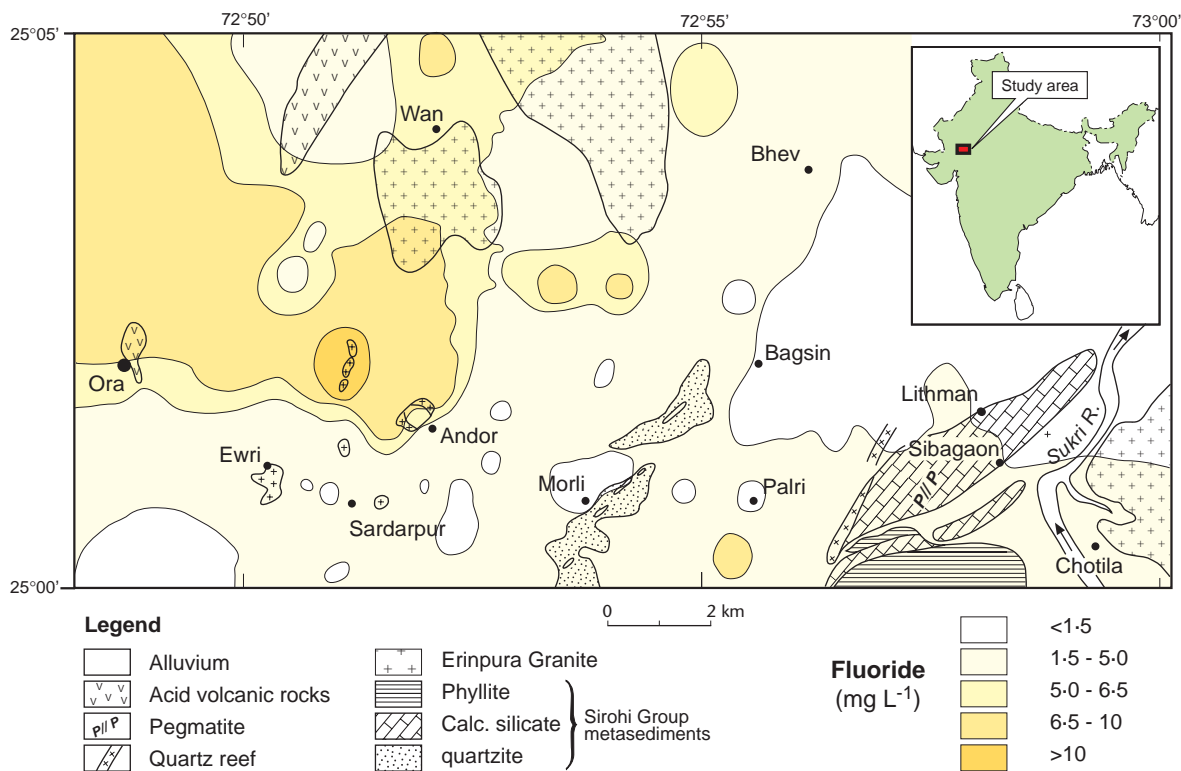 72°50'
72°55'
73°00'
25°05'
Study area
Wan
Bhev
Ora
Bagsin
Lithman
Andor
Sukri R.
Ewri
Sibagaon
Morli
Palri
P// P
Sardarpur
Chotila
25°00'
0 2 km
Legend
Alluvium
Acid volcanic rocks
P// P Pegmatite
Quartz reef
Erinpura Granite
Phyllite
Calc. silicate
quartzite
Sirohi Group
metasediments
Fluoride
(mg L-1)
<1·5
1·5 - 5·0
5·0 - 6·5
6·5 - 10
>10